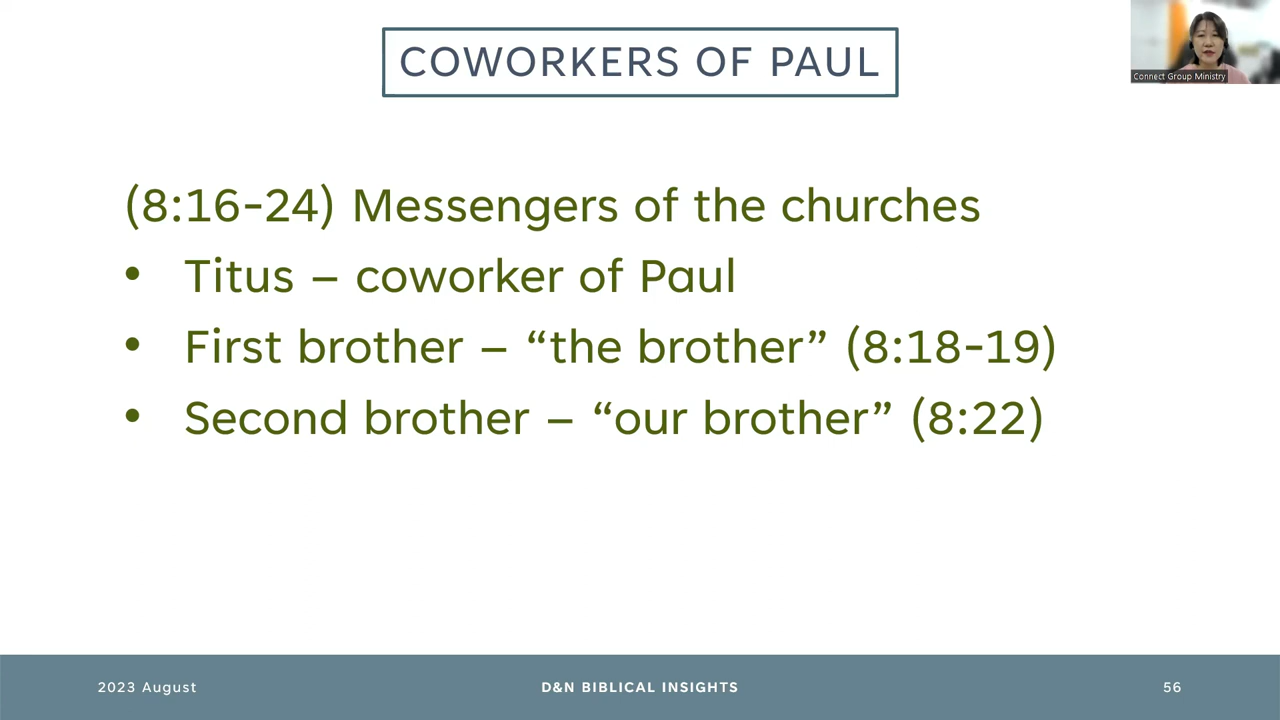 COWORKERS OF PAUL
Connect Group Ministry
(8:16-24) Messengers of the churches
• Titus – coworker of Paul
• First brother – “the brother” (8:18-19)
• Second brother – “our brother” (8:22)
2023 August
D&N BIBLICAL INSIGHTS
56